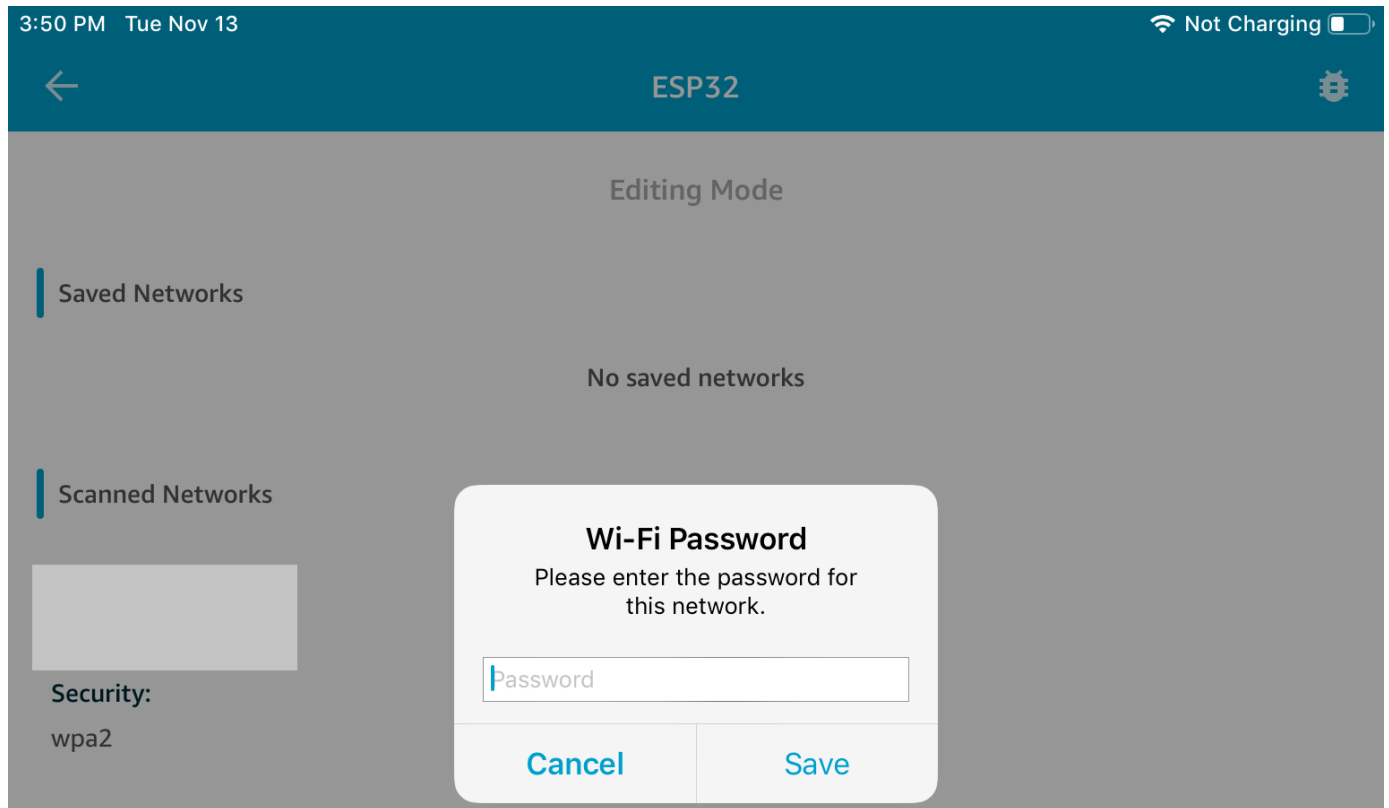 3:50 PM Tue Nov 13
Not Charging
ESP32
Editing Mode
Saved Networks
No saved networks
Scanned Networks
Wi-Fi Password
Please enter the password for
this network.
Password
Security:
wpa2
Cancel
Save